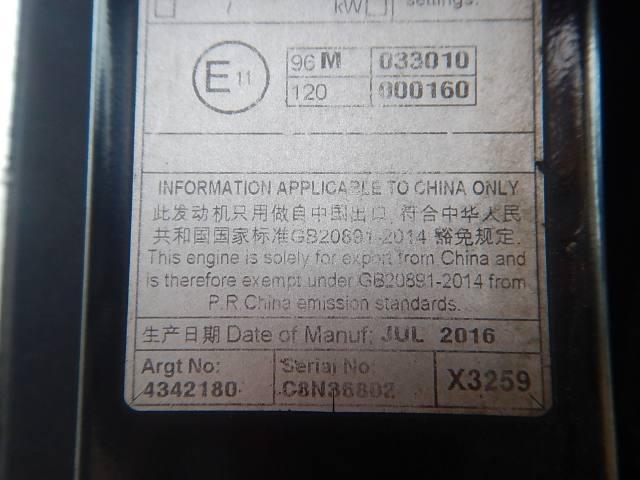 / kW settings.
E 11 96 M 033010
120 000160
INFORMATION APPLICABLE TO CHINA ONLY
此发动机只用做自中国出口,符合中华人民
共和国国家标准GB20891-2014 豁免规定.
This engine is solely for export from China and
is therefore exempt under GB20891-2014 from
P.R.China emission standards.
生产日期 Date of Manuf: JUL 2016
Argt No: Serial No: X3259
4342180 C8N36802